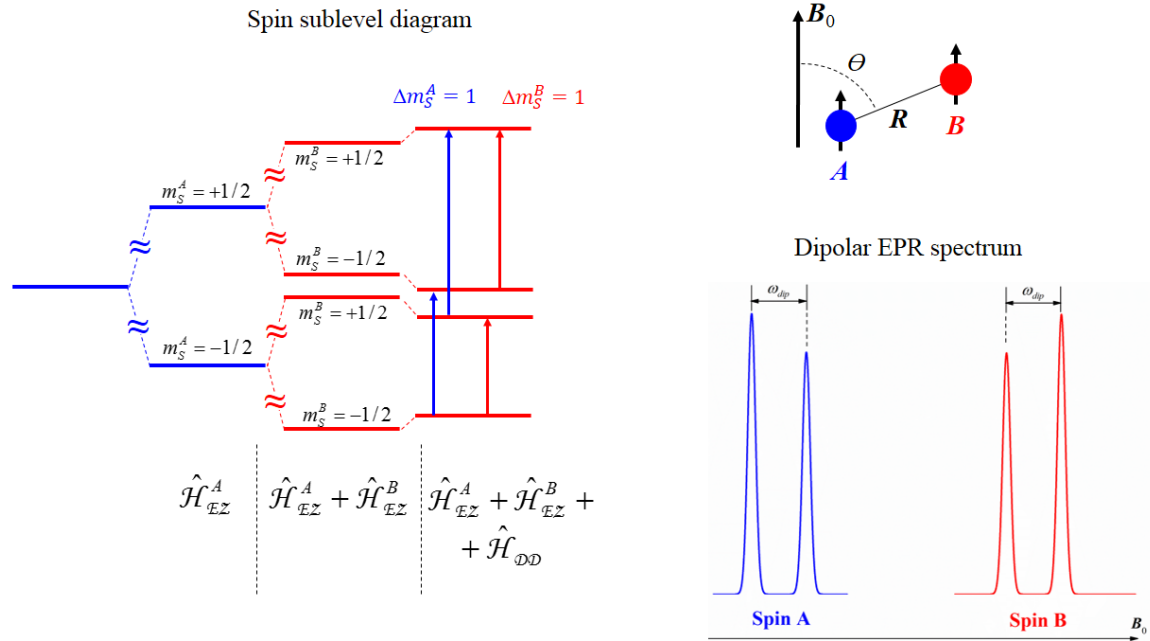 Spin sublevel diagram
Δm_S^A = 1
Δm_S^B = 1
m_S^B = +1/2
m_S^A = +1/2
m_S^B = −1/2
m_S^B = +1/2
m_S^A = −1/2
m_S^B = −1/2
Ĥ_EZ^A
Ĥ_EZ^A + Ĥ_EZ^B
Ĥ_EZ^A + Ĥ_EZ^B +
+ Ĥ_DD
B₀
Θ
R
B
A
Dipolar EPR spectrum
ω_dip
ω_dip
Spin A
Spin B
B₀